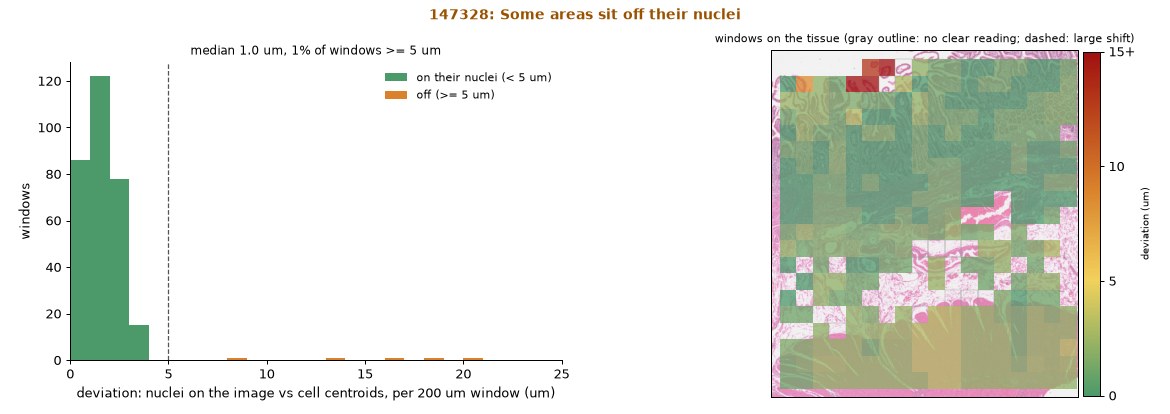 147328: Some areas sit off their nuclei
median 1.0 um, 1% of windows >= 5 um
on their nuclei (< 5 um)
off (>= 5 um)
windows
120
100
80
60
40
20
0
0 5 10 15 20 25
deviation: nuclei on the image vs cell centroids, per 200 um window (um)
windows on the tissue (gray outline: no clear reading; dashed: large shift)
15+
10
5
0
deviation (um)